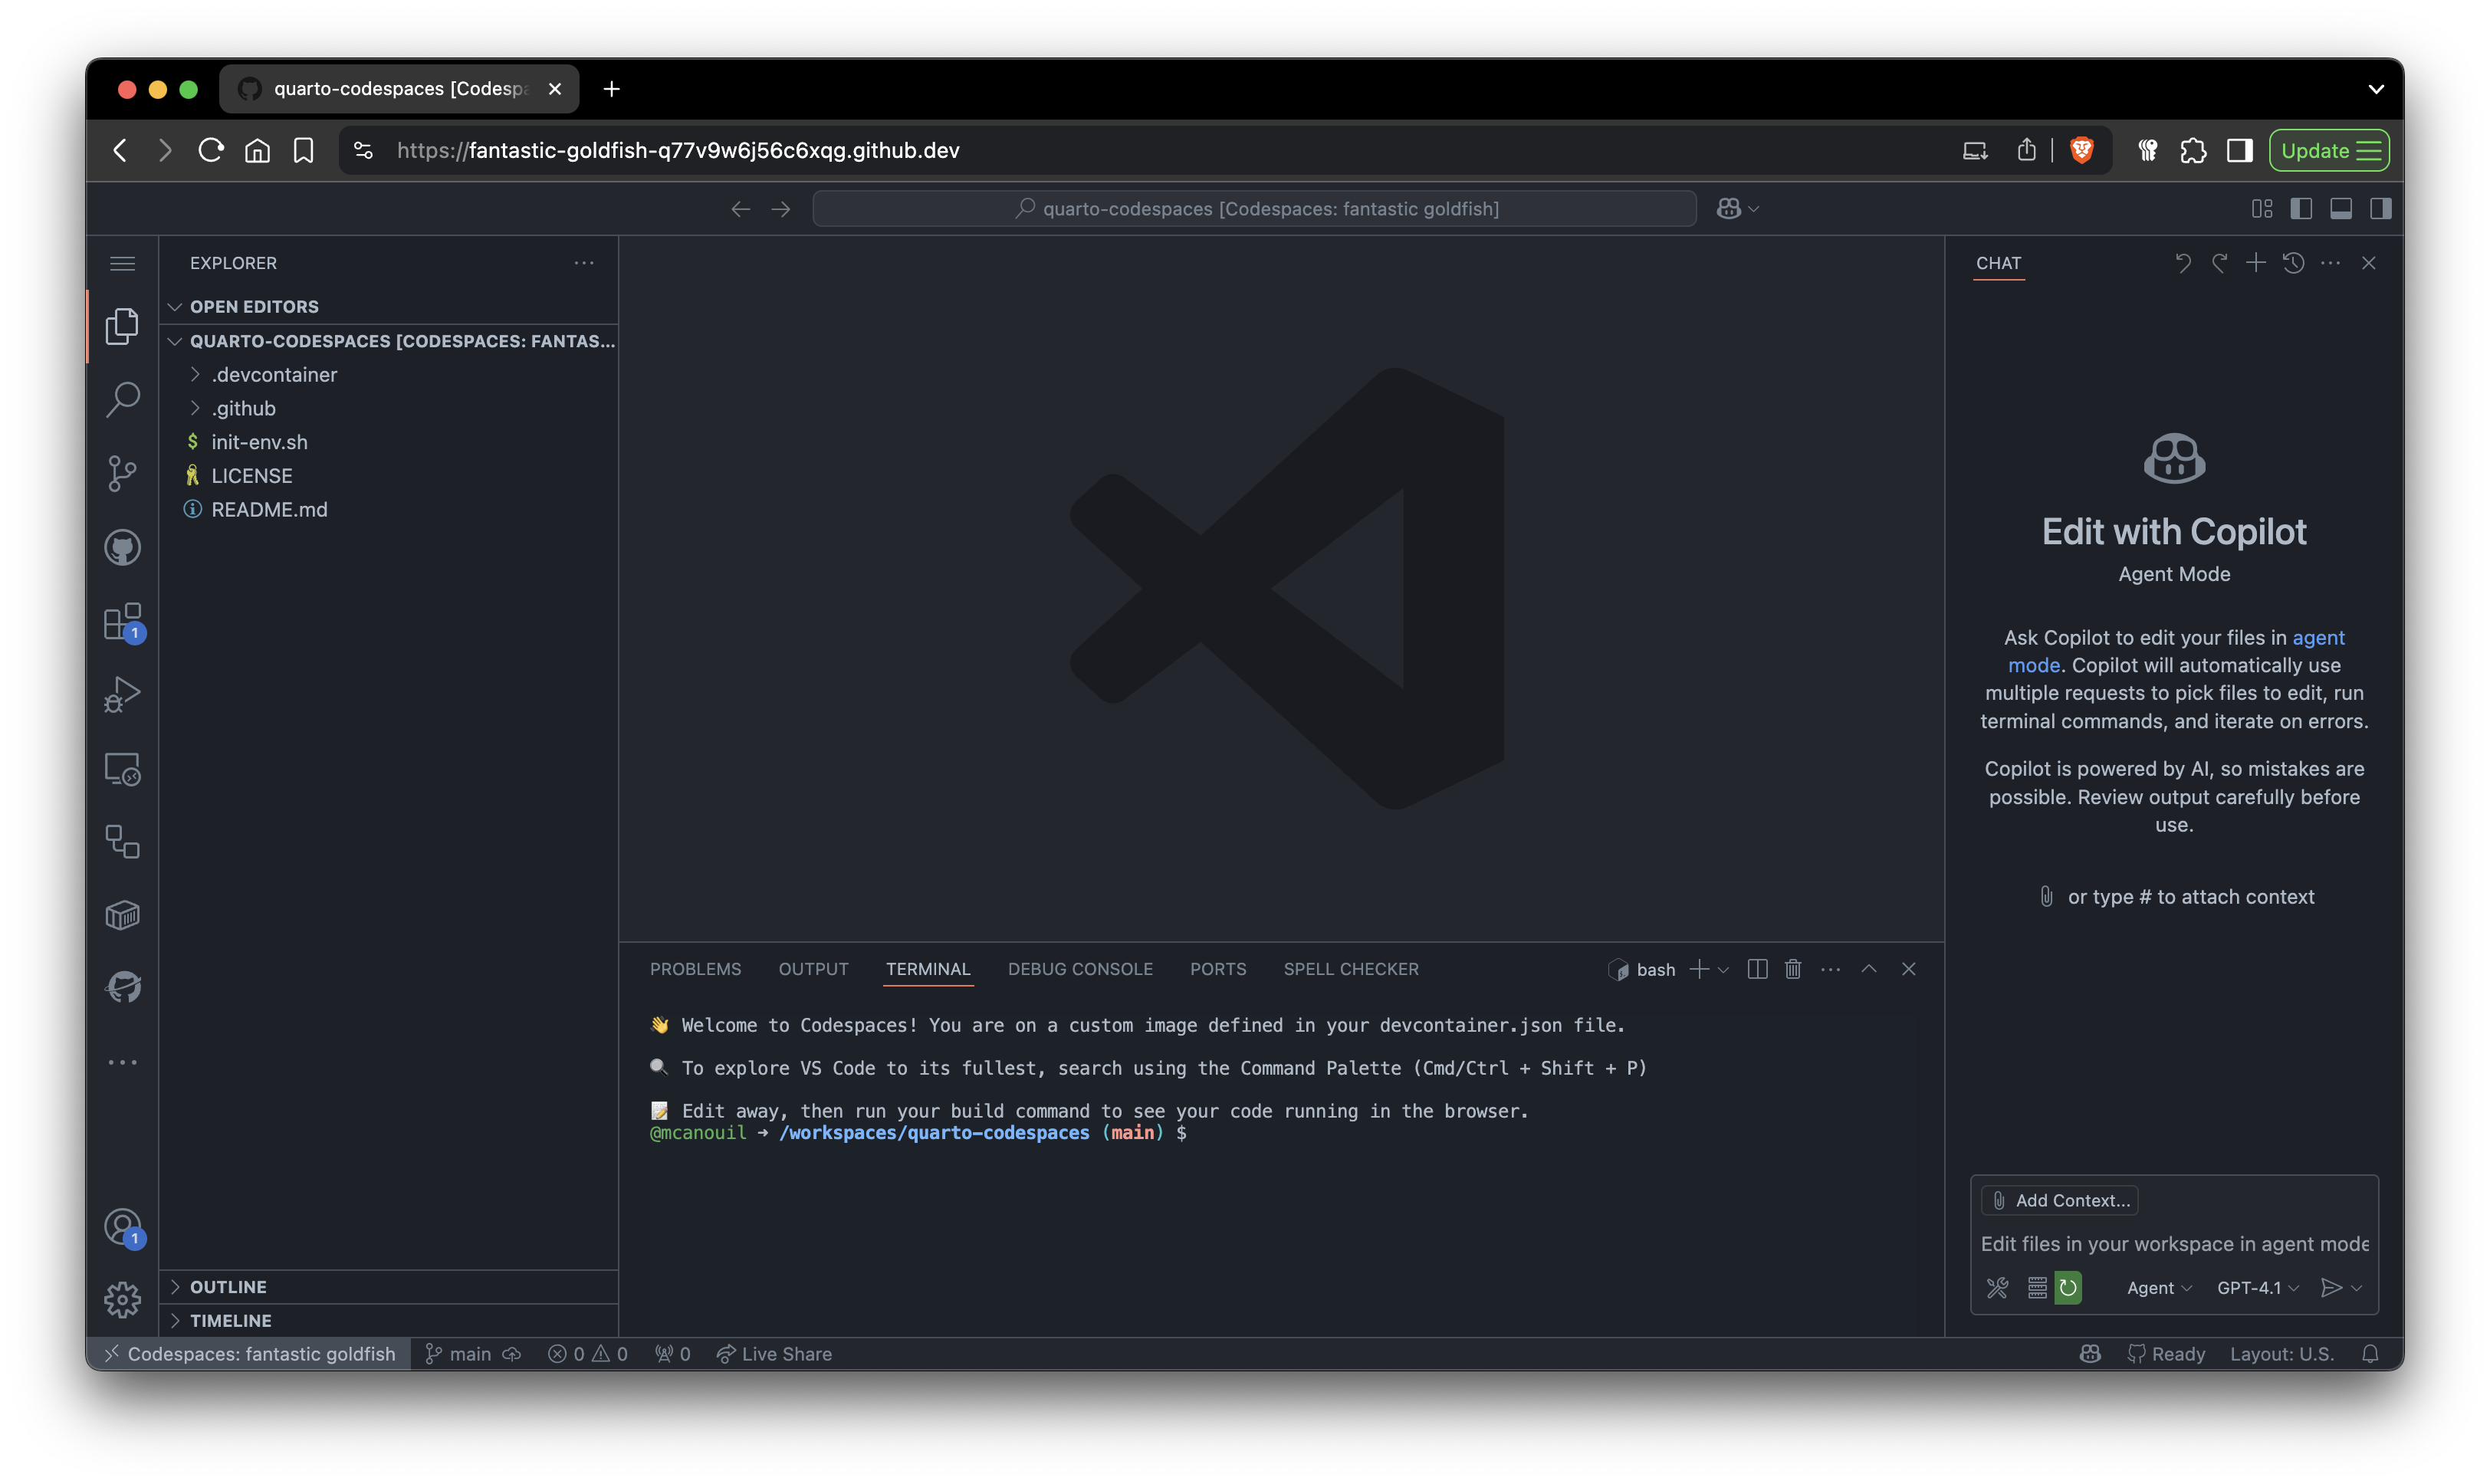 quarto-codespaces [Codespa
https://fantastic-goldfish-q77v9w6j56c6xqg.github.dev
Update
quarto-codespaces [Codespaces: fantastic goldfish]
EXPLORER
OPEN EDITORS
QUARTO-CODESPACES [CODESPACES: FANTAS...
.devcontainer
.github
$ init-env.sh
LICENSE
README.md
1
1
OUTLINE
TIMELINE
PROBLEMS OUTPUT TERMINAL DEBUG CONSOLE PORTS SPELL CHECKER
bash
👋 Welcome to Codespaces! You are on a custom image defined in your devcontainer.json file.
🔍 To explore VS Code to its fullest, search using the Command Palette (Cmd/Ctrl + Shift + P)
📝 Edit away, then run your build command to see your code running in the browser.
@mcanouil ➜ /workspaces/quarto-codespaces (main) $
CHAT
Edit with Copilot
Agent Mode
Ask Copilot to edit your files in agent
mode. Copilot will automatically use
multiple requests to pick files to edit, run
terminal commands, and iterate on errors.
Copilot is powered by AI, so mistakes are
possible. Review output carefully before
use.
or type # to attach context
Add Context...
Edit files in your workspace in agent mode
Agent GPT-4.1
Codespaces: fantastic goldfish main 0 0 0 Live Share Ready Layout: U.S.